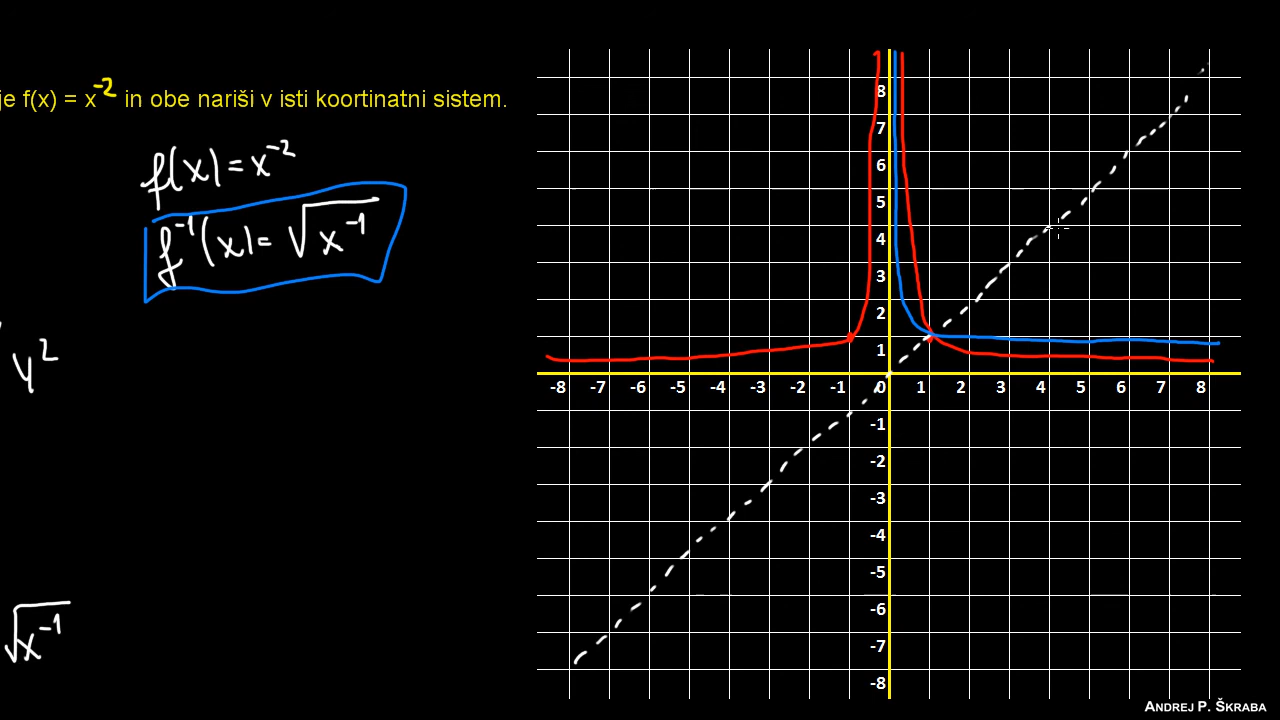 je f(x) = x⁻² in obe nariši v isti koortinatni sistem.
f(x) = x⁻²
f⁻¹(x) = √x⁻¹
y²
√x⁻¹
8
7
6
5
4
3
2
1
-8 -7 -6 -5 -4 -3 -2 -1 0 1 2 3 4 5 6 7 8
-1
-2
-3
-4
-5
-6
-7
-8
ANDREJ P. ŠKRABA